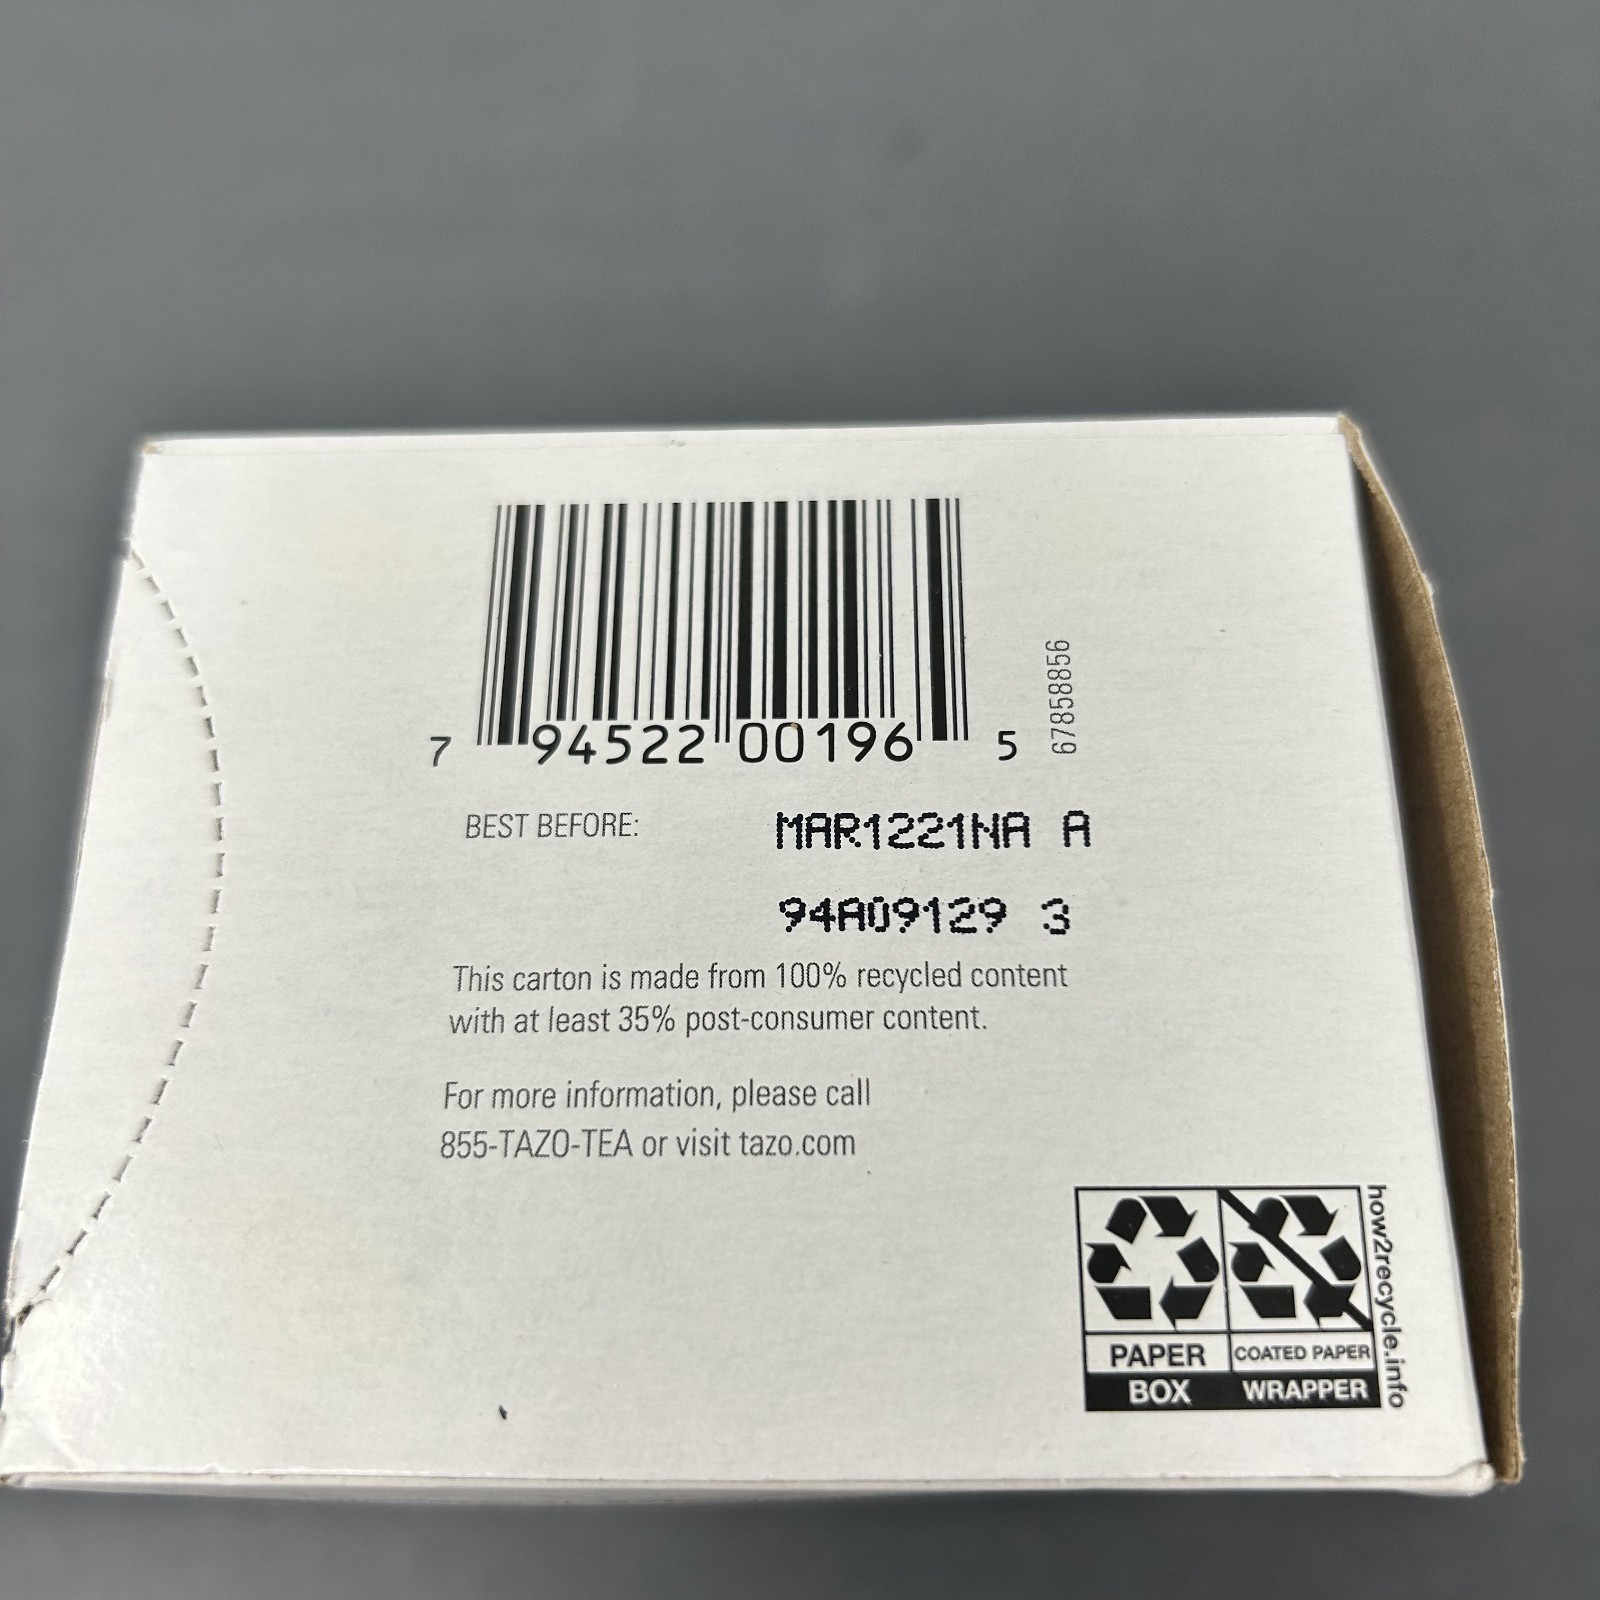 7 94522 00196 5
67858856
BEST BEFORE: MAR1221NA A
94A09129 3
This carton is made from 100% recycled content
with at least 35% post-consumer content.
For more information, please call
855-TAZO-TEA or visit tazo.com
PAPER COATED PAPER
BOX WRAPPER
how2recycle.info